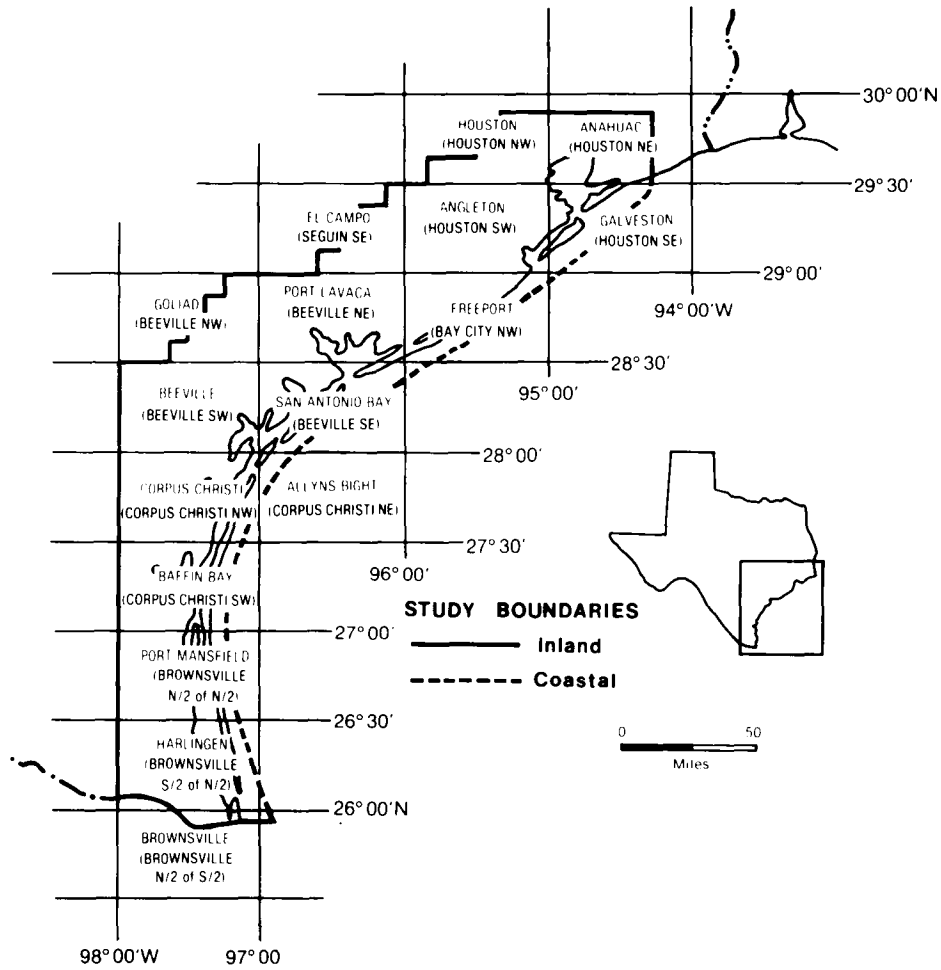 30°00'N
HOUSTON
(HOUSTON NW)
ANAHUAC
(HOUSTON NE)
29°30'
ANGLETON
(HOUSTON SW)
EL CAMPO
(SEGUIN SE)
GALVESTON
(HOUSTON SE)
29°00'
PORT LAVACA
(BEEVILLE NE)
GOLIAD
(BEEVILLE NW)
FREEPORT
(BAY CITY NW)
94°00'W
28°30'
95°00'
BEEVILLE
(BEEVILLE SW)
SAN ANTONIO BAY
(BEEVILLE SE)
28°00'
CORPUS CHRISTI
(CORPUS CHRISTI NW)
ALLYNS BIGHT
(CORPUS CHRISTI NE)
27°30'
96°00'
BAFFIN BAY
(CORPUS CHRISTI SW)
STUDY BOUNDARIES
Inland
Coastal
27°00'
PORT MANSFIELD
(BROWNSVILLE
N/2 of N/2)
26°30'
0 50
Miles
HARLINGEN
(BROWNSVILLE
S/2 of N/2)
26°00'N
BROWNSVILLE
(BROWNSVILLE
N/2 of S/2)
98°00'W
97°00